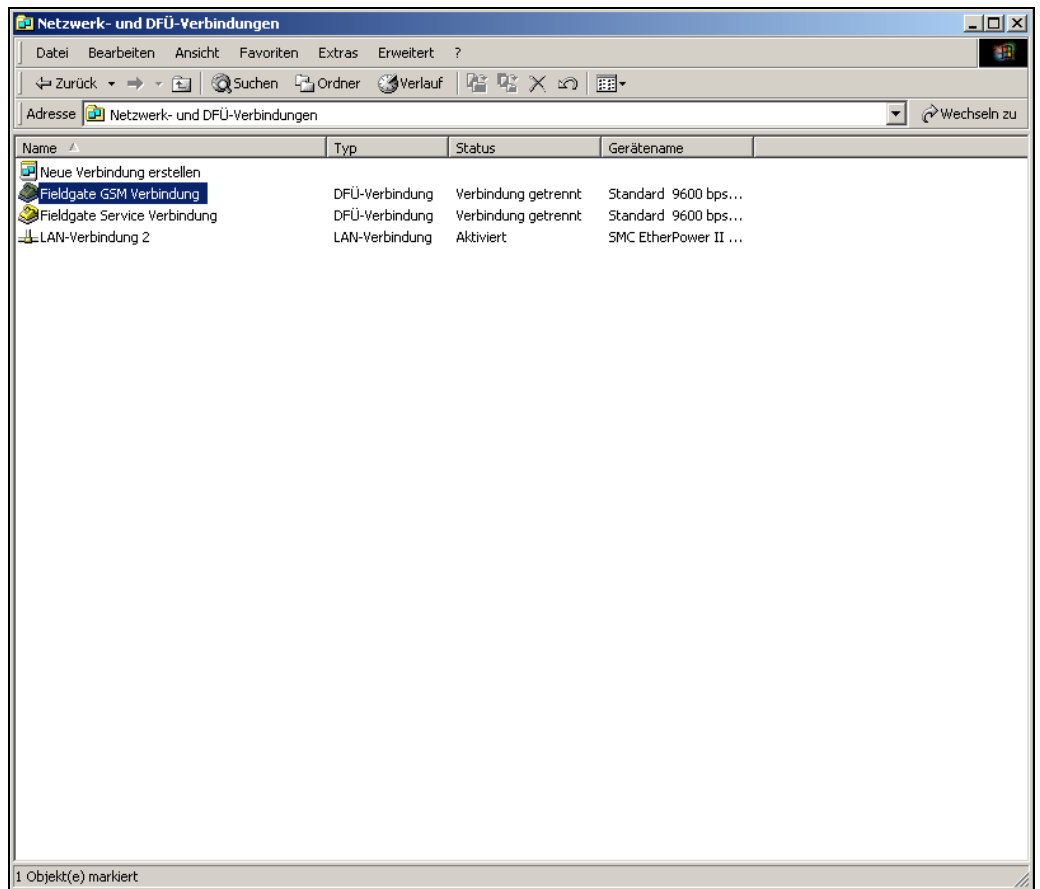 Netzwerk- und DFÜ-Verbindungen
Datei Bearbeiten Ansicht Favoriten Extras Erweitert ?
Zurück Suchen Ordner Verlauf
Adresse Netzwerk- und DFÜ-Verbindungen Wechseln zu
Name Typ Status Gerätename
Neue Verbindung erstellen
Fieldgate GSM Verbindung DFÜ-Verbindung Verbindung getrennt Standard 9600 bps...
Fieldgate Service Verbindung DFÜ-Verbindung Verbindung getrennt Standard 9600 bps...
LAN-Verbindung 2 LAN-Verbindung Aktiviert SMC EtherPower II ...
1 Objekt(e) markiert